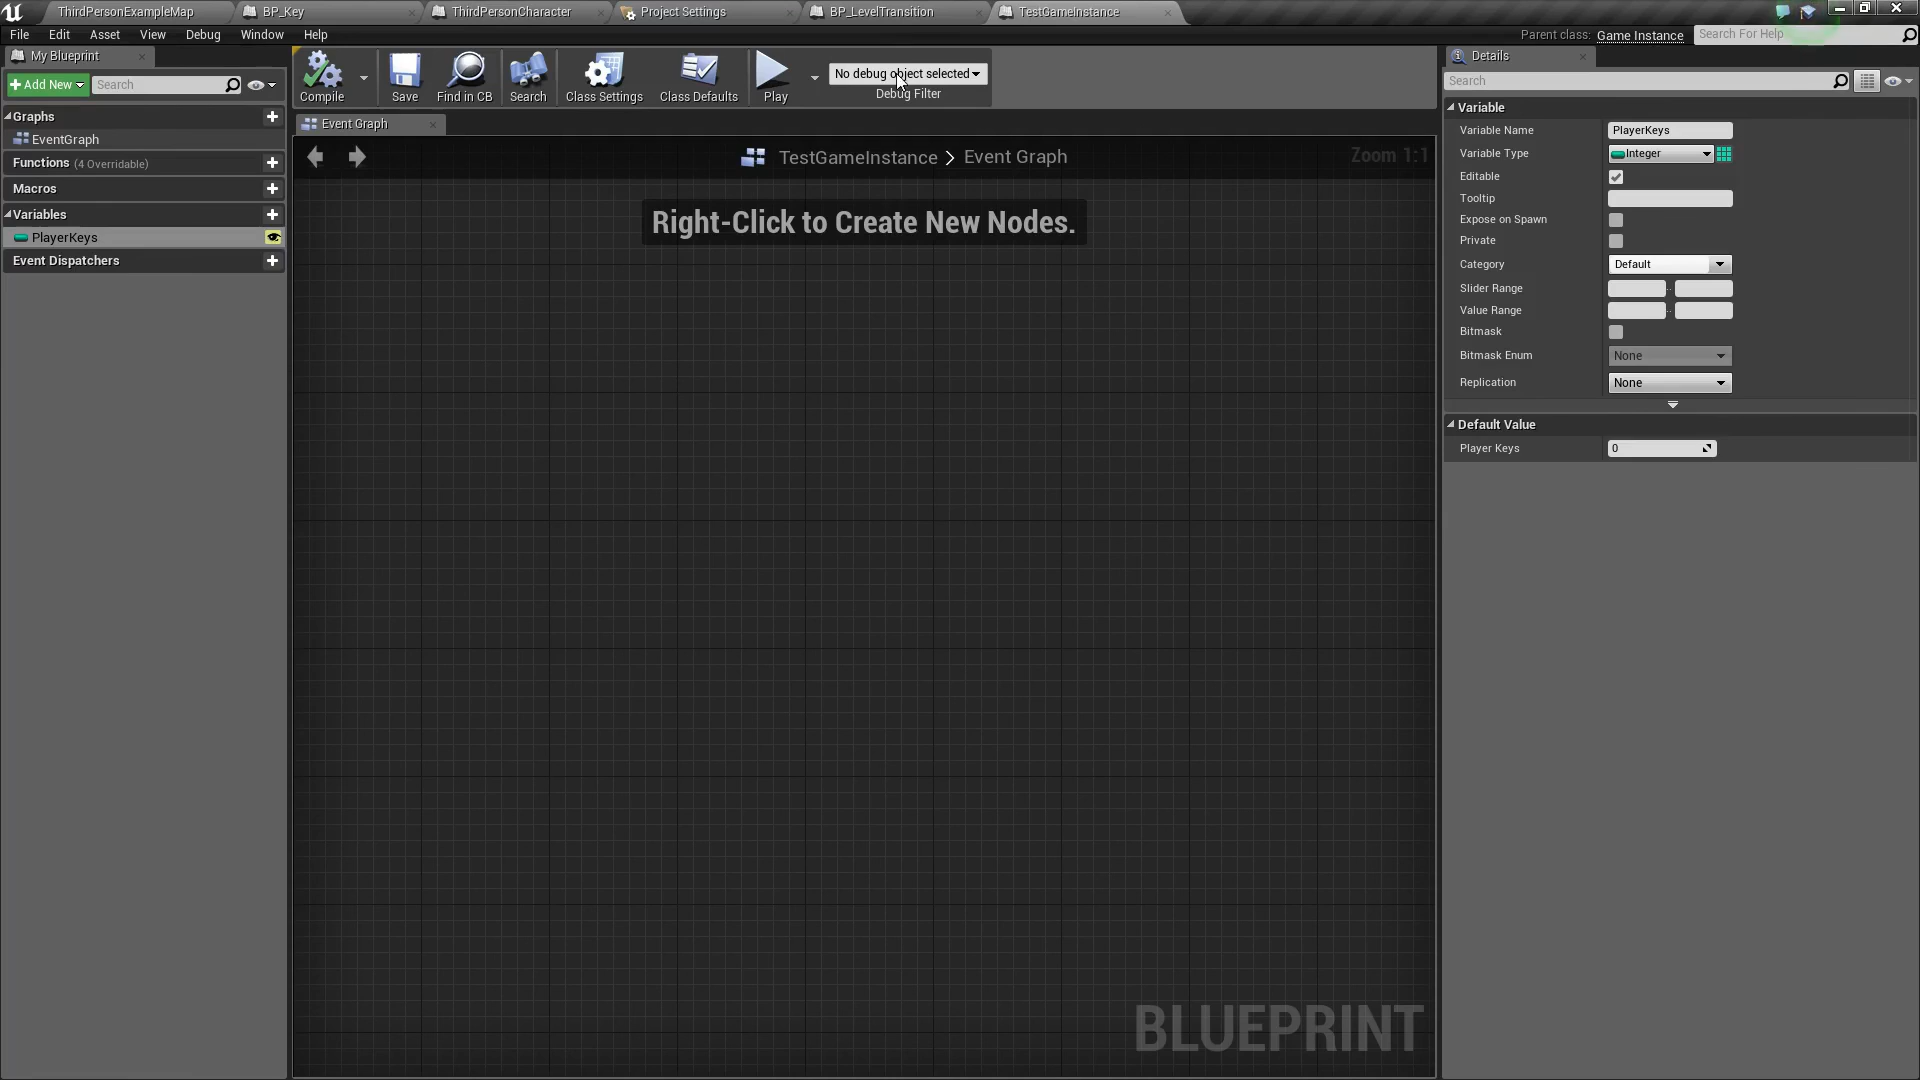 ThirdPersonExampleMap
BP_Key
ThirdPersonCharacter
Project Settings
BP_LevelTransition
TestGameInstance
File Edit Asset View Debug Window Help
Parent class: Game Instance
Search For Help
My Blueprint
Add New
Search
Graphs
EventGraph
Functions (4 Overridable)
Macros
Variables
PlayerKeys
Event Dispatchers
Compile
Save
Find in CB
Search
Class Settings
Class Defaults
Play
No debug object selected
Debug Filter
Event Graph
TestGameInstance > Event Graph
Zoom 1:1
Right-Click to Create New Nodes.
BLUEPRINT
Details
Search
Variable
Variable Name PlayerKeys
Variable Type Integer
Editable
Tooltip
Expose on Spawn
Private
Category Default
Slider Range
Value Range
Bitmask
Bitmask Enum None
Replication None
Default Value
Player Keys 0